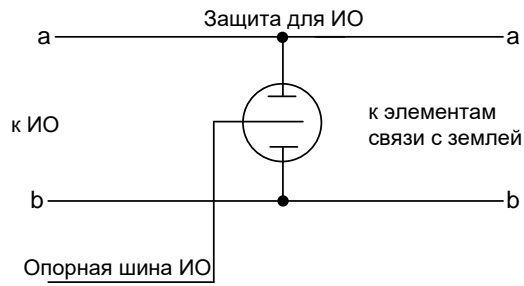 Защита для ИО
a
a
к ИО
к элементам
связи с землей
b
b
Опорная шина ИО